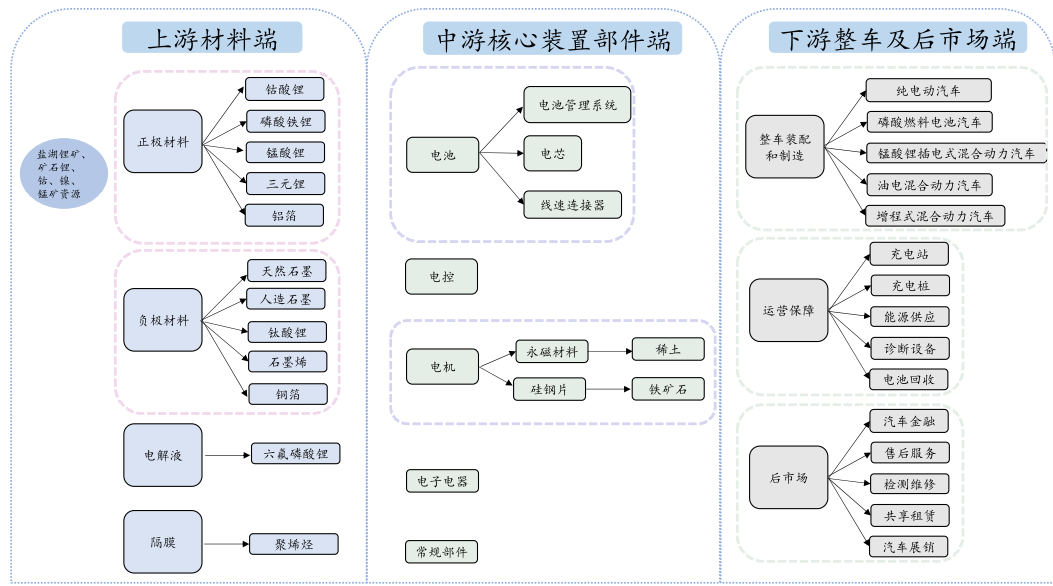 上游材料端
盐湖锂矿、
矿石锂、
钴、镍、
锰矿资源
正极材料
钴酸锂
磷酸铁锂
锰酸锂
三元锂
铝箔
负极材料
天然石墨
人造石墨
钛酸锂
石墨烯
铜箔
电解液
六氟磷酸锂
隔膜
聚烯烃
中游核心装置部件端
电池
电池管理系统
电芯
线速连接器
电控
电机
永磁材料
稀土
硅钢片
铁矿石
电子电器
常规部件
下游整车及后市场端
整车装配
和制造
纯电动汽车
磷酸燃料电池汽车
锰酸锂插电式混合动力汽车
油电混合动力汽车
增程式混合动力汽车
运营保障
充电站
充电桩
能源供应
诊断设备
电池回收
后市场
汽车金融
售后服务
检测维修
共享租赁
汽车展销